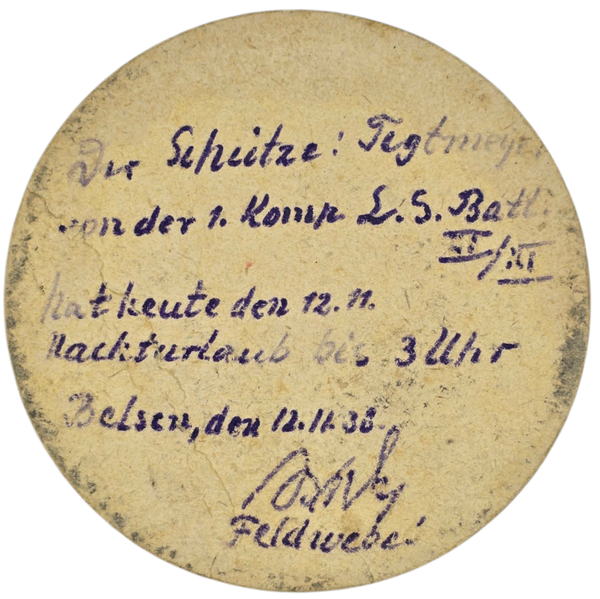 Der Schütze: Tegtmeyer
von der 1. Komp. L.S. Batl.
XI/XI
hat heute den 12.11.
Nachturlaub bis 3 Uhr
Belsen, den 12.11.38.
Feldwebel